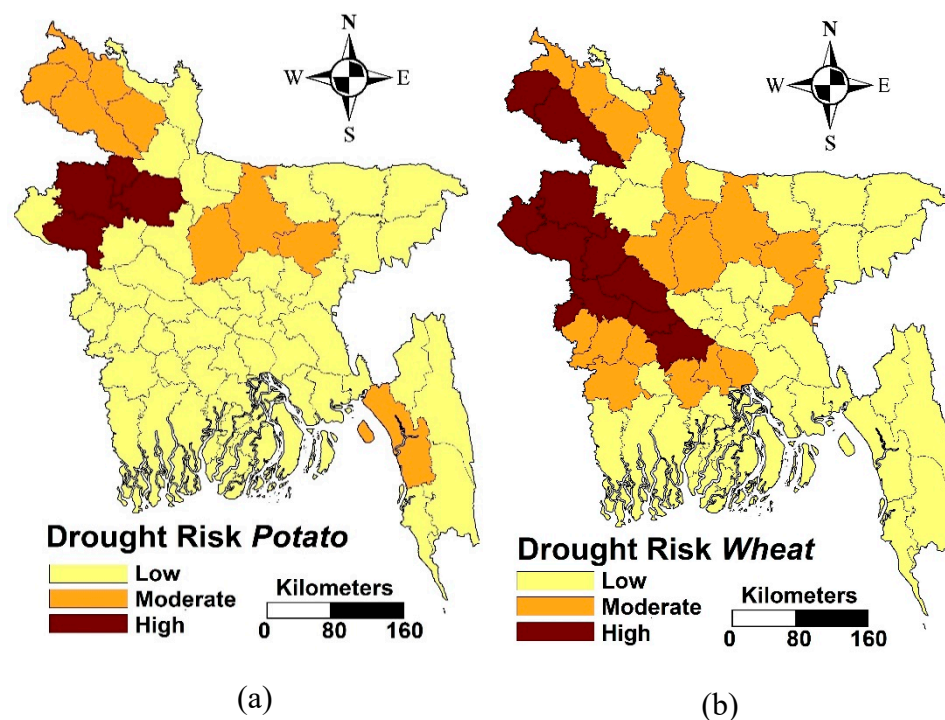 N
W E
S
Drought Risk Potato
Low
Moderate
High
Kilometers
0 80 160
(a)
N
W E
S
Drought Risk Wheat
Low
Moderate
High
Kilometers
0 80 160
(b)